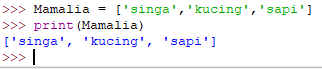 >>> Mamalia = ['singa','kucing','sapi']
>>> print(Mamalia)
['singa', 'kucing', 'sapi']
>>>